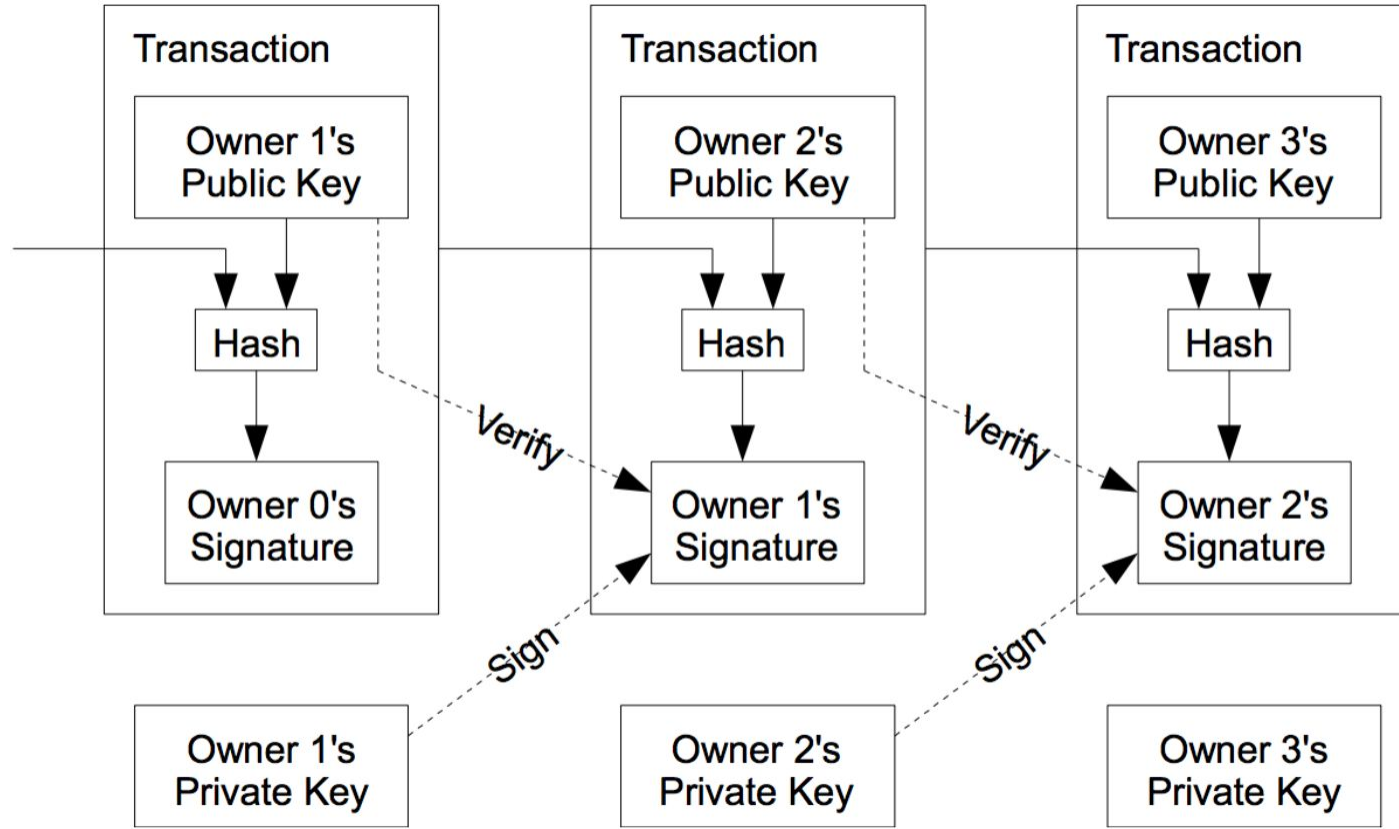 Transaction
Owner 1's
Public Key
Hash
Owner 0's
Signature
Transaction
Owner 2's
Public Key
Hash
Verify
Owner 1's
Signature
Transaction
Owner 3's
Public Key
Hash
Verify
Owner 2's
Signature
Sign
Sign
Owner 1's
Private Key
Owner 2's
Private Key
Owner 3's
Private Key